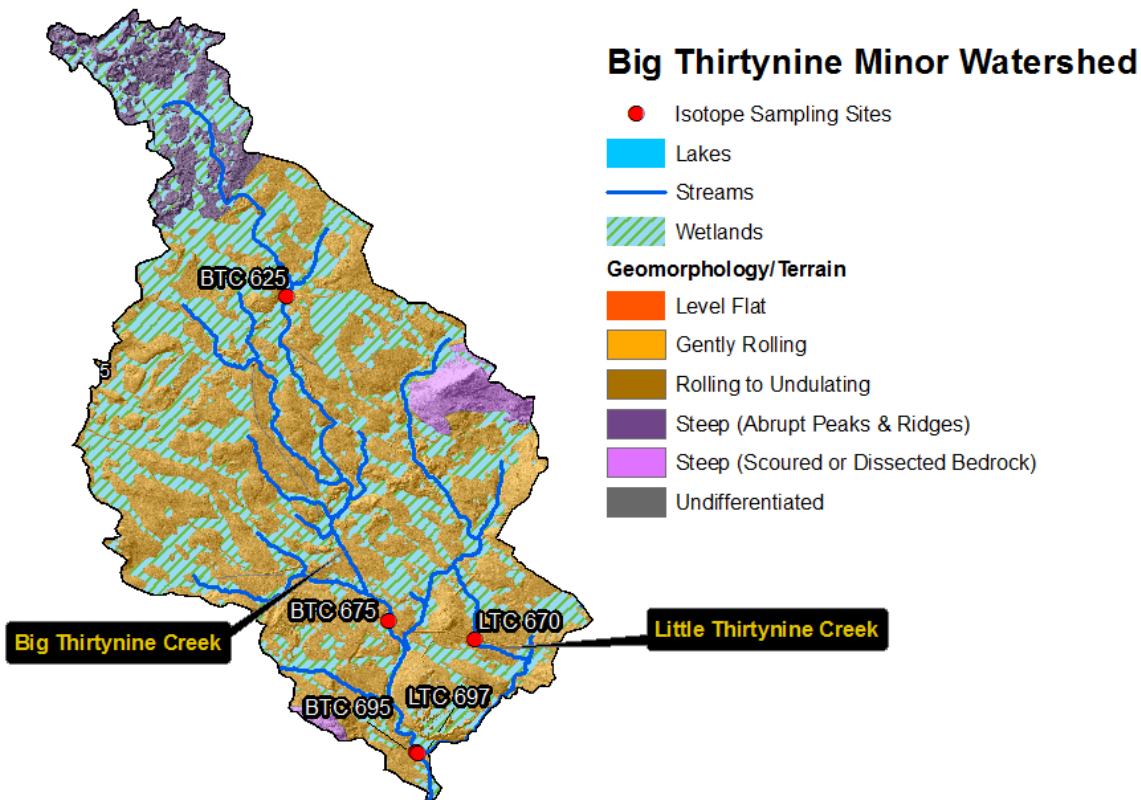 Big Thirtynine Minor Watershed
Isotope Sampling Sites
Lakes
Streams
Wetlands
Geomorphology/Terrain
Level Flat
Gently Rolling
Rolling to Undulating
Steep (Abrupt Peaks & Ridges)
Steep (Scoured or Dissected Bedrock)
Undifferentiated
BTC 625
5
BTC 675
LTC 670
Big Thirtynine Creek
Little Thirtynine Creek
BTC 695
LTC 697